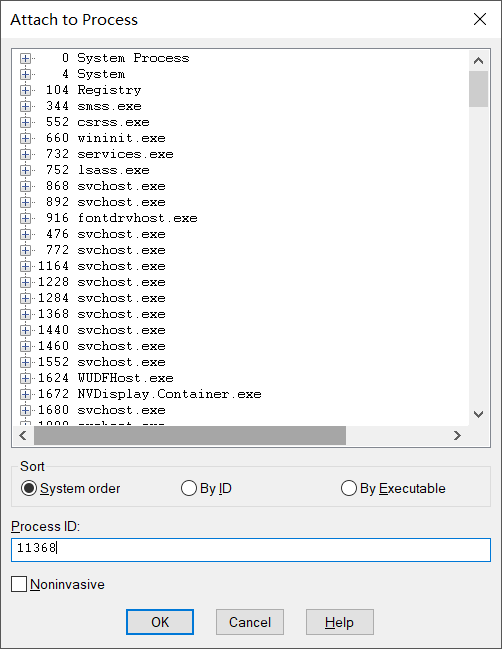 Attach to Process
0 System Process
4 System
104 Registry
344 smss.exe
552 csrss.exe
660 wininit.exe
732 services.exe
752 lsass.exe
868 svchost.exe
892 svchost.exe
916 fontdrvhost.exe
476 svchost.exe
772 svchost.exe
1164 svchost.exe
1228 svchost.exe
1284 svchost.exe
1368 svchost.exe
1440 svchost.exe
1460 svchost.exe
1552 svchost.exe
1624 WUDFHost.exe
1672 NVDisplay.Container.exe
1680 svchost.exe
Sort
System order By ID By Executable
Process ID:
11368
Noninvasive
OK Cancel Help